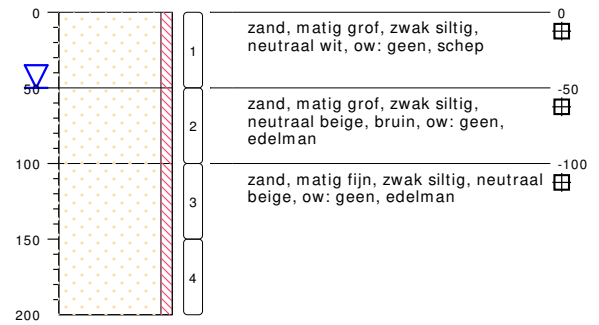 0
50
100
150
200
1
2
3
4
zand, matig grof, zwak siltig,
neutraal wit, ow: geen, schep
zand, matig grof, zwak siltig,
neutraal beige, bruin, ow: geen,
edelman
zand, matig fijn, zwak siltig, neutraal
beige, ow: geen, edelman
0
-50
-100